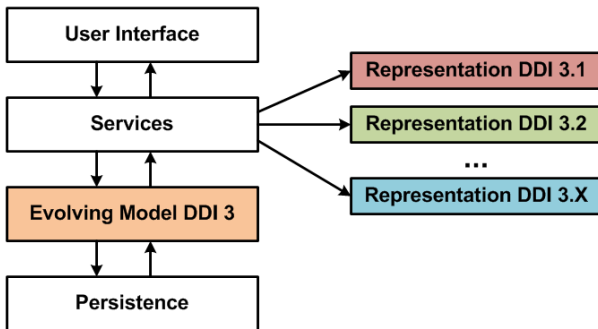 User Interface
Representation DDI 3.1
Services
Representation DDI 3.2
...
Evolving Model DDI 3
Representation DDI 3.X
Persistence